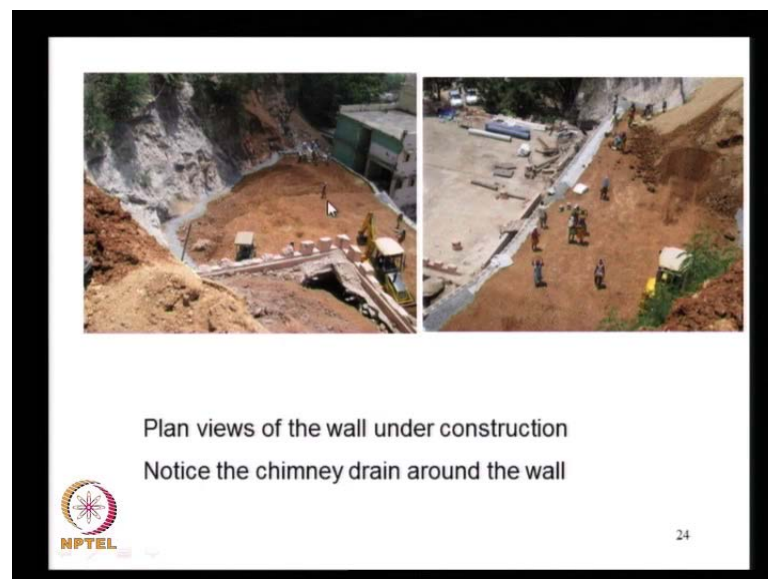 Plan views of the wall under construction
Notice the chimney drain around the wall
NPTEL
24